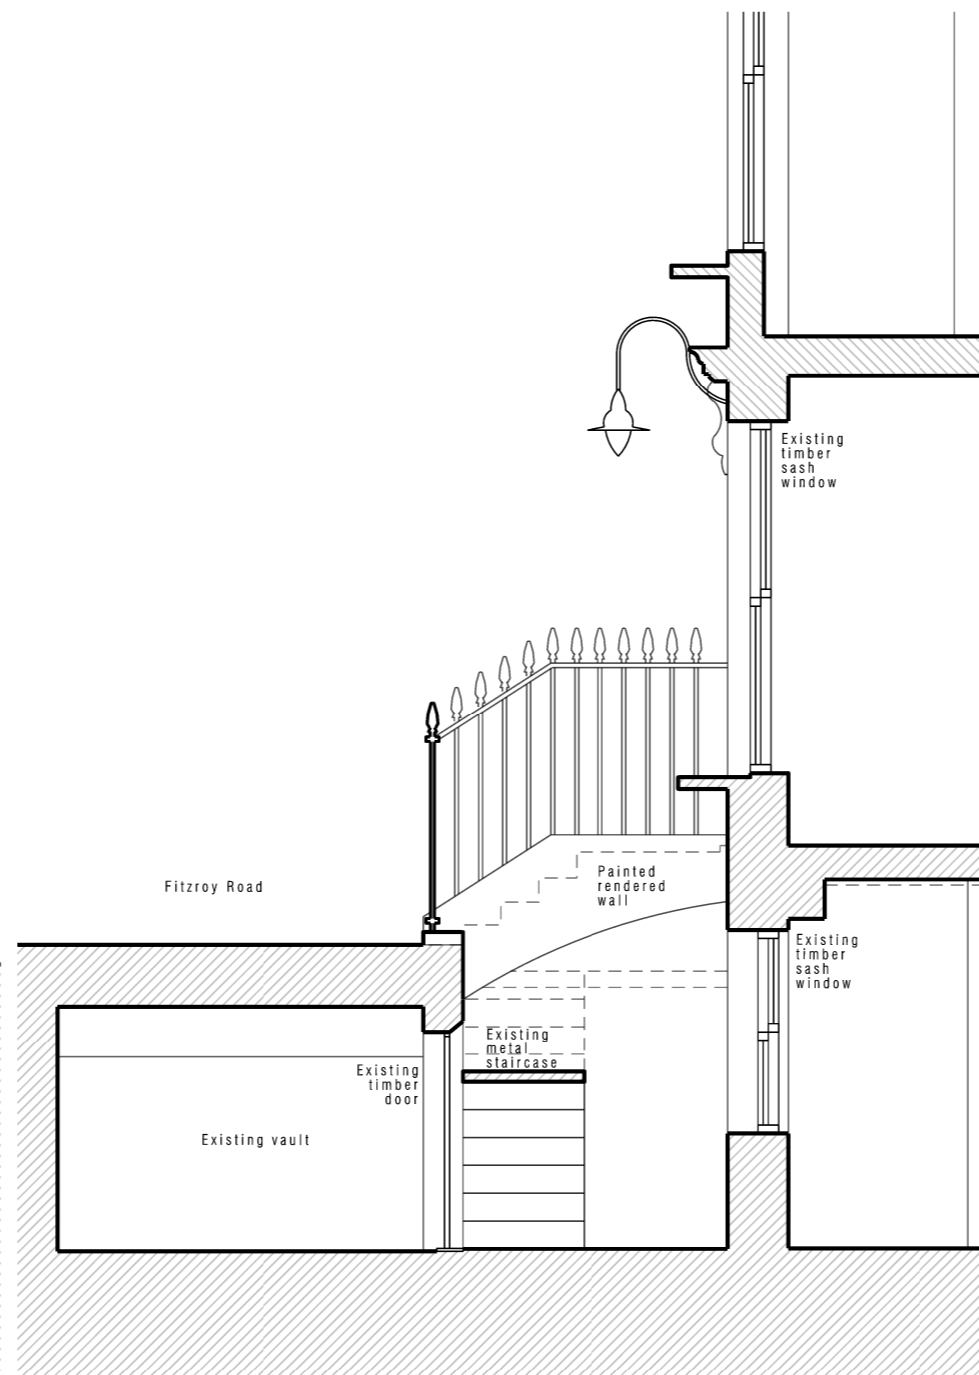 Existing
timber
sash
window
Fitzroy Road
Painted
rendered
wall
Existing
timber
sash
window
Existing
metal
staircase
Existing
timber
door
Existing vault